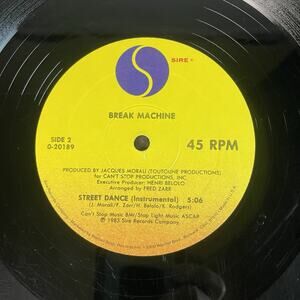 SIRE
BREAK MACHINE
SIDE 2
0-20189
45 RPM
PRODUCED BY JACQUES MORALI (TOUTOUNE PRODUCTIONS)
for CAN'T STOP PRODUCTIONS, INC.
Executive Producer: HENRI BELOLO
Arranged by FRED ZARR
STREET DANCE (Instrumental) 5:06
(J. Morali/F. Zarr/H. Belolo/K. Rodgers)
Can't Stop Music BMI/Stop Light Music ASCAP
℗ 1983 Sire Records Company